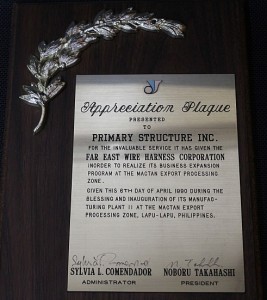 Appreciation Plaque
PRESENTED
TO
PRIMARY STRUCTURE INC.
FOR THE INVALUABLE SERVICE IT HAS GIVEN THE
FAR EAST WIRE HARNESS CORPORATION
INORDER TO REALIZE ITS BUSINESS EXPANSION
PROGRAM AT THE MACTAN EXPORT PROCESSING
ZONE.
GIVEN THIS 6TH DAY OF APRIL 1990 DURING THE
BLESSING AND INAUGURATION OF ITS MANUFAC-
TURING PLANT II AT THE MACTAN EXPORT
PROCESSING ZONE, LAPU-LAPU, PHILIPPINES.
SYLVIA L. COMENDADOR NOBORU TAKAHASHI
ADMINISTRATOR PRESIDENT